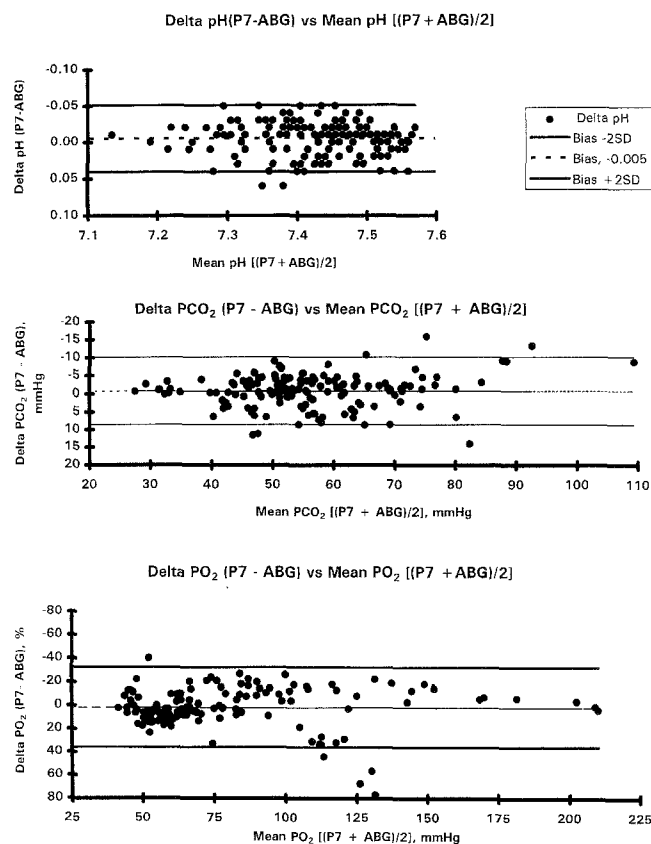 Delta pH(P7-ABG) vs Mean pH [(P7+ABG)/2]
Delta pH (P7-ABG)
-0.10
-0.05
0.00
0.05
0.10
7.1 7.2 7.3 7.4 7.5 7.6
Mean pH [(P7+ABG)/2]
Delta pH
Bias -2SD
Bias, -0.005
Bias +2SD
Delta PCO2 (P7 - ABG) vs Mean PCO2 [(P7 + ABG)/2]
Delta PCO2 (P7 - ABG),
mmHg
-20
-15
-10
-5
0
5
10
15
20
20 30 40 50 60 70 80 90 100 110
Mean PCO2 [(P7 + ABG)/2], mmHg
Delta PO2 (P7 - ABG) vs Mean PO2 [(P7 +ABG)/2]
Delta PO2 (P7- ABG), %
-80
-60
-40
-20
0
20
40
60
80
25 50 75 100 125 150 175 200 225
Mean PO2 [(P7 + ABG)/2], mmHg